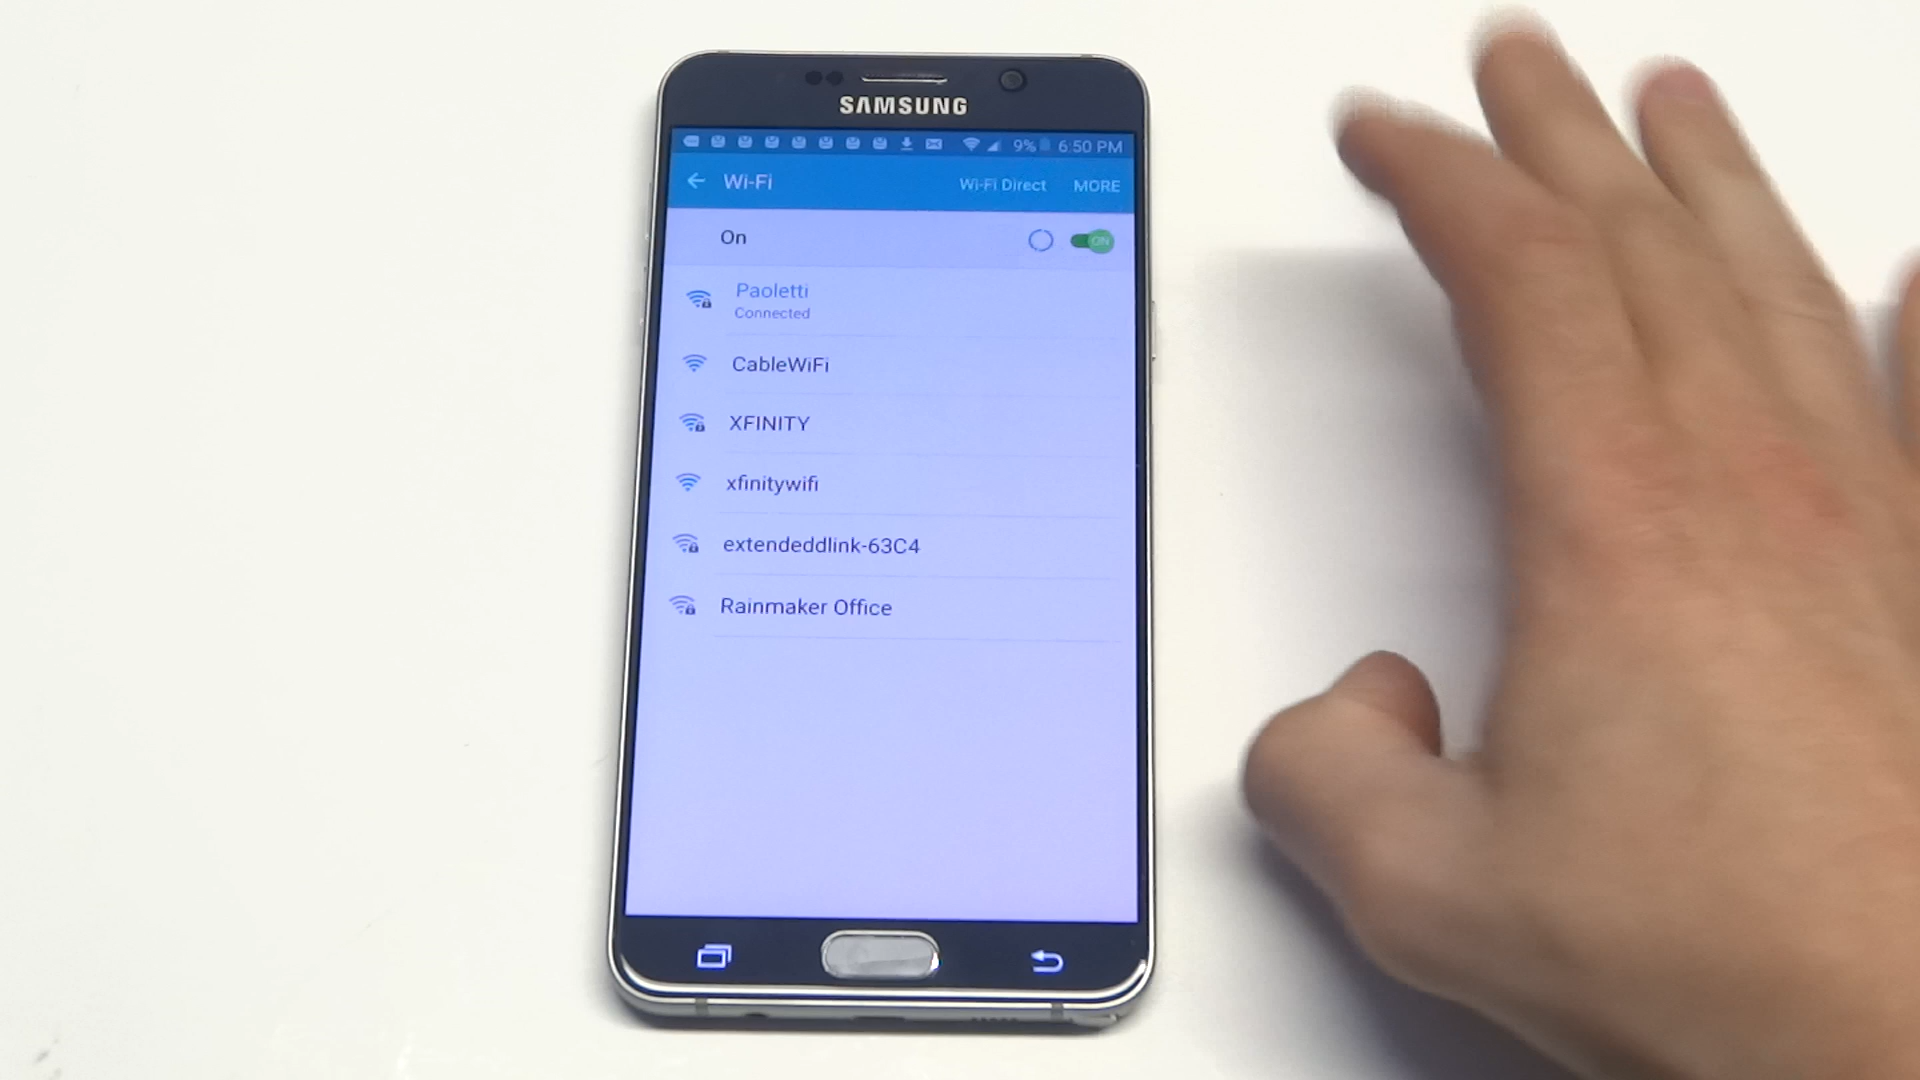 SAMSUNG
9% 6:50 PM
Wi-Fi Wi-Fi Direct MORE
On ON
Paoletti
Connected
CableWiFi
XFINITY
xfinitywifi
extendeddlink-63C4
Rainmaker Office